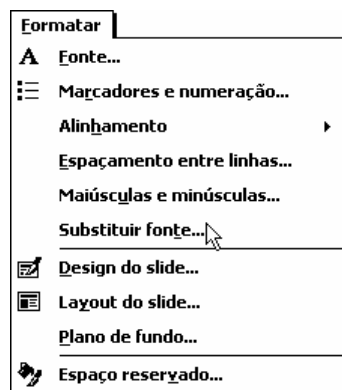 Formatar
Fonte...
Marcadores e numeração...
Alinhamento
Espaçamento entre linhas...
Maiúsculas e minúsculas...
Substituir fonte...
Design do slide...
Layout do slide...
Plano de fundo...
Espaço reservado...